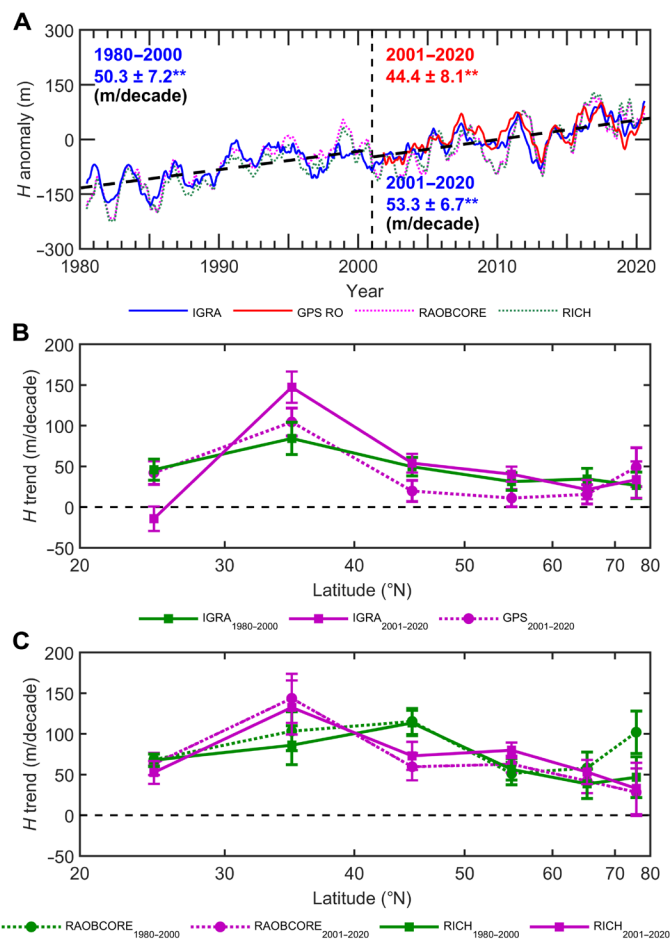 A
300
150
0
−150
−300
H anomaly (m)
1980–2000
50.3 ± 7.2**
(m/decade)
2001–2020
44.4 ± 8.1**
2001–2020
53.3 ± 6.7**
(m/decade)
1980 1990 2000 2010 2020
Year
IGRA GPS RO RAOBCORE RICH
B
200
150
100
50
0
−50
H trend (m/decade)
20 30 40 50 60 70 80
Latitude (°N)
IGRA1980–2000 IGRA2001–2020 GPS2001–2020
C
200
150
100
50
0
−50
H trend (m/decade)
20 30 40 50 60 70 80
Latitude (°N)
RAOBCORE1980–2000 RAOBCORE2001–2020 RICH1980–2000 RICH2001–2020